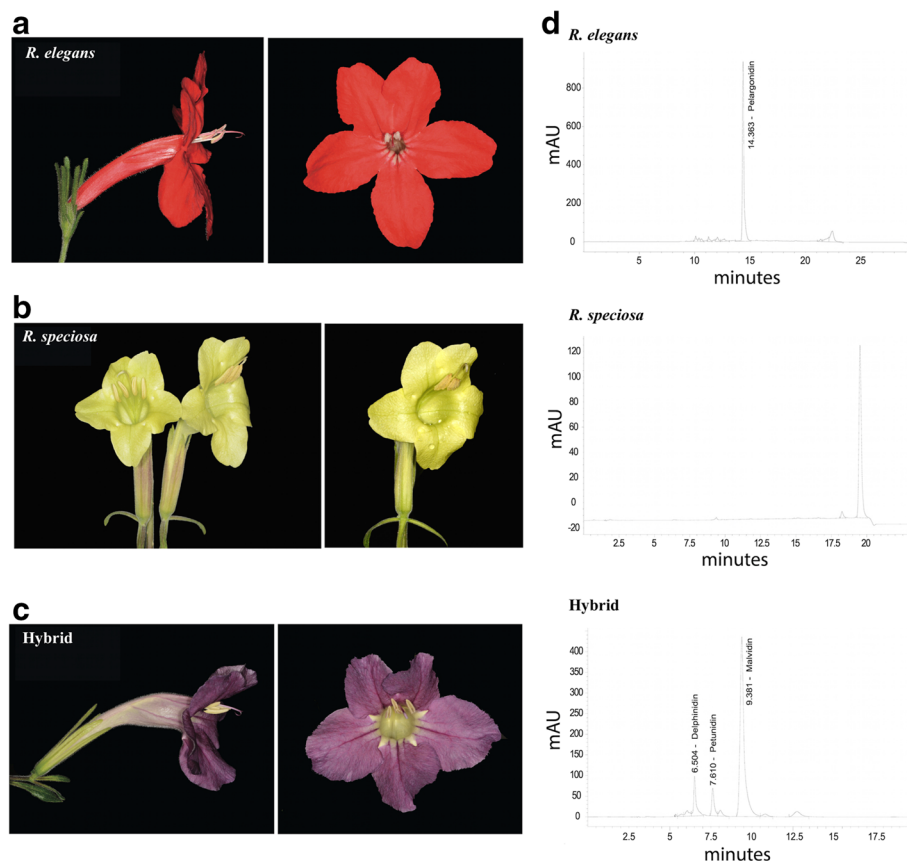 a
R. elegans
b
R. speciosa
c
Hybrid
d
R. elegans
mAU
800
600
400
200
0
14.363 - Pelargonidin
5
10
15
20
25
minutes
R. speciosa
mAU
120
100
80
60
40
20
0
-20
2.5
5
7.5
10
12.5
15
17.5
20
minutes
Hybrid
mAU
400
350
300
250
200
150
100
50
0
6.504 - Delphinidin
7.610 - Petunidin
9.381 - Malvidin
2.5
5
7.5
10
12.5
15
17.5
minutes